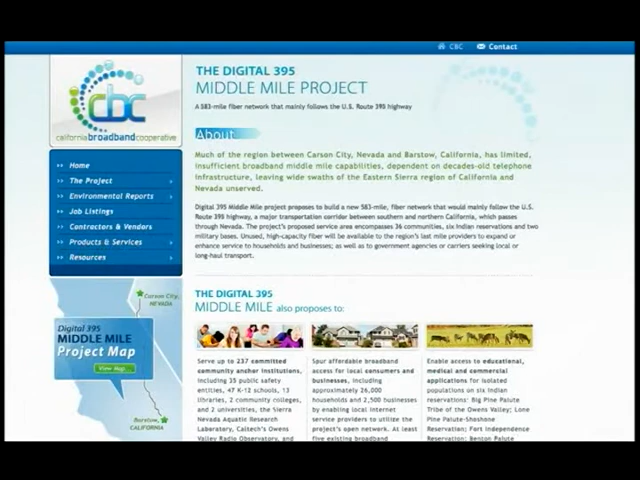 CBC
Contact
cbc
californiabroadbandcooperative
THE DIGITAL 395
MIDDLE MILE PROJECT
A 583-mile fiber network that mainly follows the U.S. Route 395 highway
About
Much of the region between Carson City, Nevada and Barstow, California, has limited,
insufficient broadband middle mile capabilities, dependent on decades-old telephone
infrastructure, leaving wide swaths of the Eastern Sierra region of California and
Nevada unserved.
Digital 395 Middle Mile project proposes to build a new 583-mile, fiber network that would mainly follow the U.S.
Route 395 highway, a major transportation corridor between southern and northern California, which passes
through Nevada. The project's proposed service area encompasses 36 communities, six Indian reservations and two
military bases. Unused, high-capacity fiber will be available to the region's last mile providers to expand or
enhance service to households and businesses; as well as to government agencies or carriers seeking local or
long-haul transport.
Home
The Project
Environmental Reports
Job Listings
Contractors & Vendors
Products & Services
Resources
Carson City,
NEVADA
Digital 395
MIDDLE MILE
Project Map
View Map
Barstow,
CALIFORNIA
THE DIGITAL 395
MIDDLE MILE also proposes to:
Serve up to 237 committed
community anchor institutions,
including 35 public safety
entities, 47 K-12 schools, 13
libraries, 2 community colleges,
and 2 universities, the Sierra
Nevada Aquatic Research
Laboratory, Caltech's Owens
Valley Radio Observatory, and
Spur affordable broadband
access for local consumers and
businesses, including
approximately 26,000
households and 2,500 businesses
by enabling local internet
service providers to utilize the
project's open network. At least
five existing broadband
Enable access to educational,
medical and commercial
applications for isolated
populations on six Indian
reservations: Big Pine Paiute
Tribe of the Owens Valley; Lone
Pine Paiute-Shoshone
Reservation; Fort Independence
Reservation; Benton Paiute